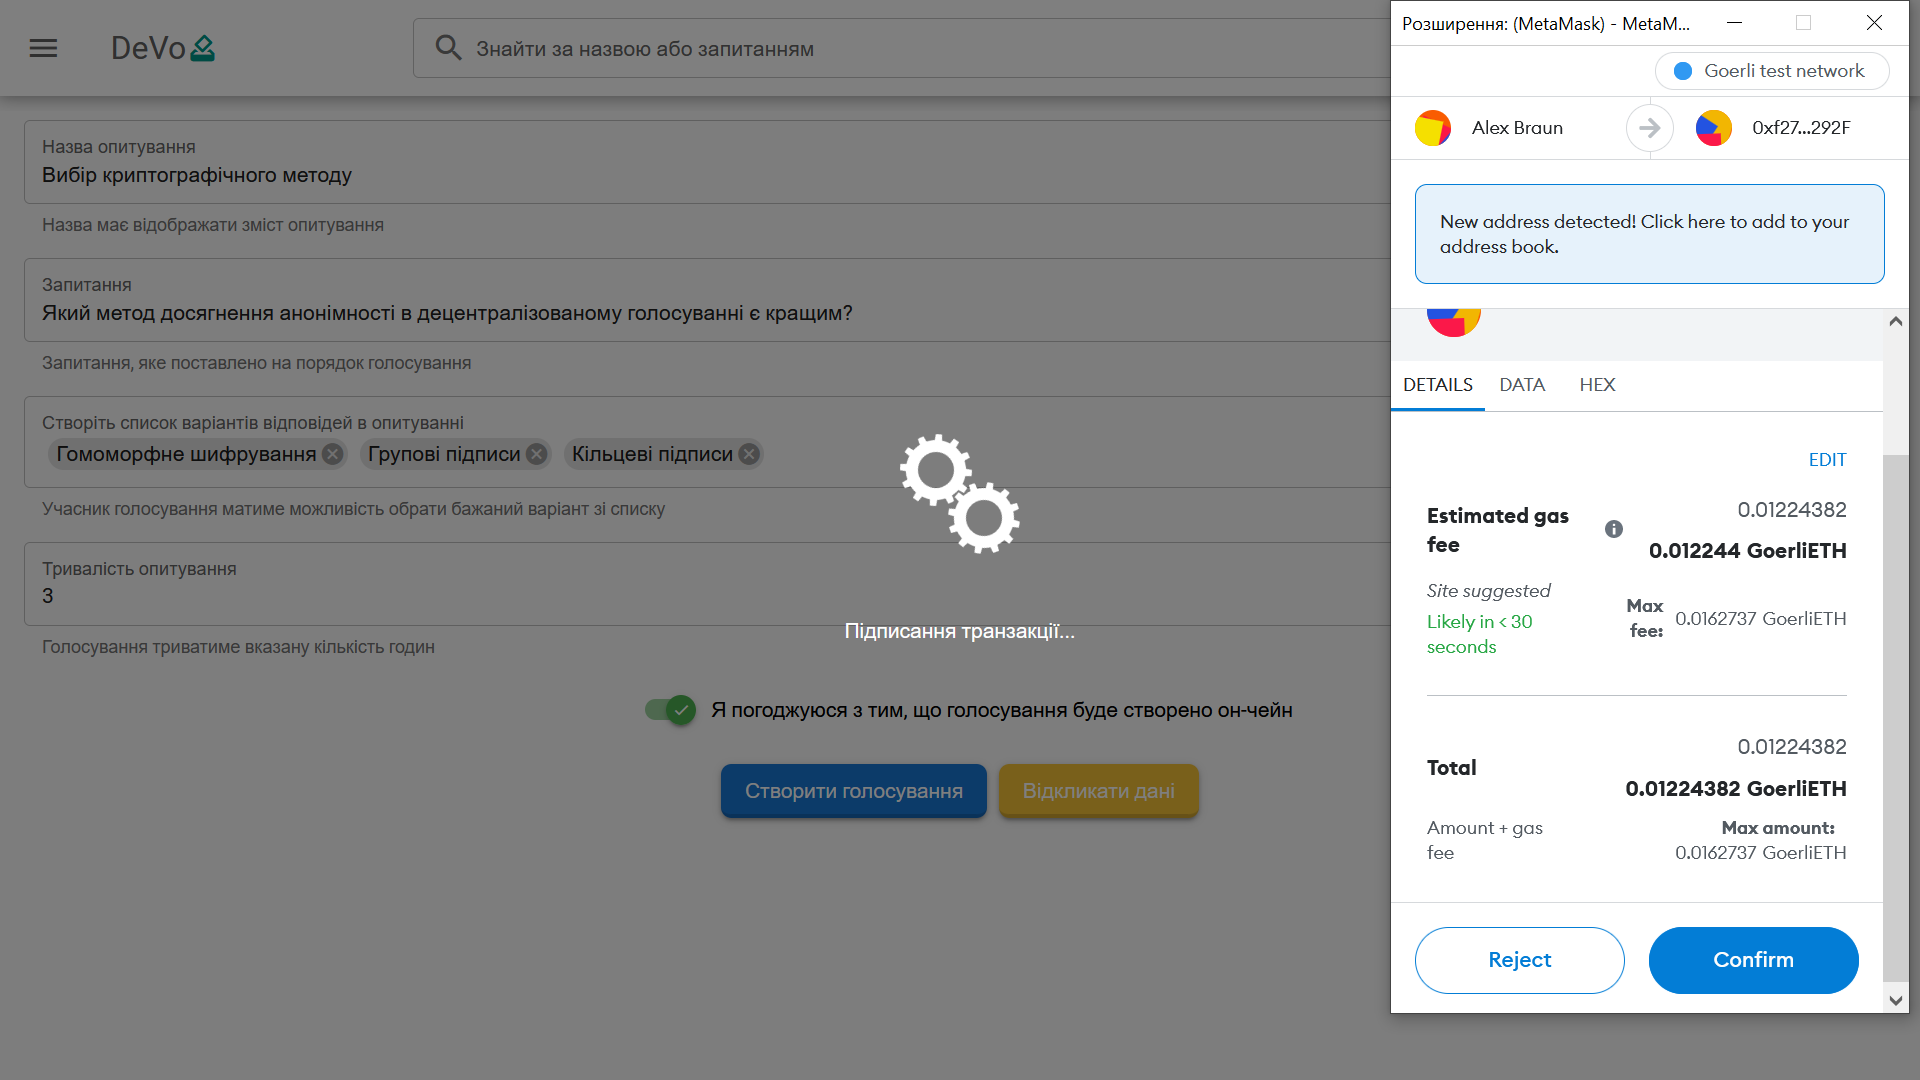 DeVo
Знайти за назвою або запитанням
Назва опитування
Вибір криптографічного методу
Назва має відображати зміст опитування
Запитання
Який метод досягнення анонімності в децентралізованому голосуванні є кращим?
Запитання, яке поставлено на порядок голосування
Створіть список варіантів відповідей в опитуванні
Гомоморфне шифрування Групові підписи Кільцеві підписи
Учасник голосування матиме можливість обрати бажаний варіант зі списку
Тривалість опитування
3
Голосування триватиме вказану кількість годин
Підписання транзакції...
Я погоджуюся з тим, що голосування буде створено он-чейн
Створити голосування Відкликати дані
Розширення: (MetaMask) - MetaM...
Goerli test network
Alex Braun 0xf27...292F
New address detected! Click here to add to your
address book.
DETAILS DATA HEX
EDIT
Estimated gas
fee
0.01224382
0.012244 GoerliETH
Site suggested
Likely in < 30
seconds
Max
fee:
0.0162737 GoerliETH
0.01224382
Total
0.01224382 GoerliETH
Amount + gas
fee
Max amount:
0.0162737 GoerliETH
Reject Confirm